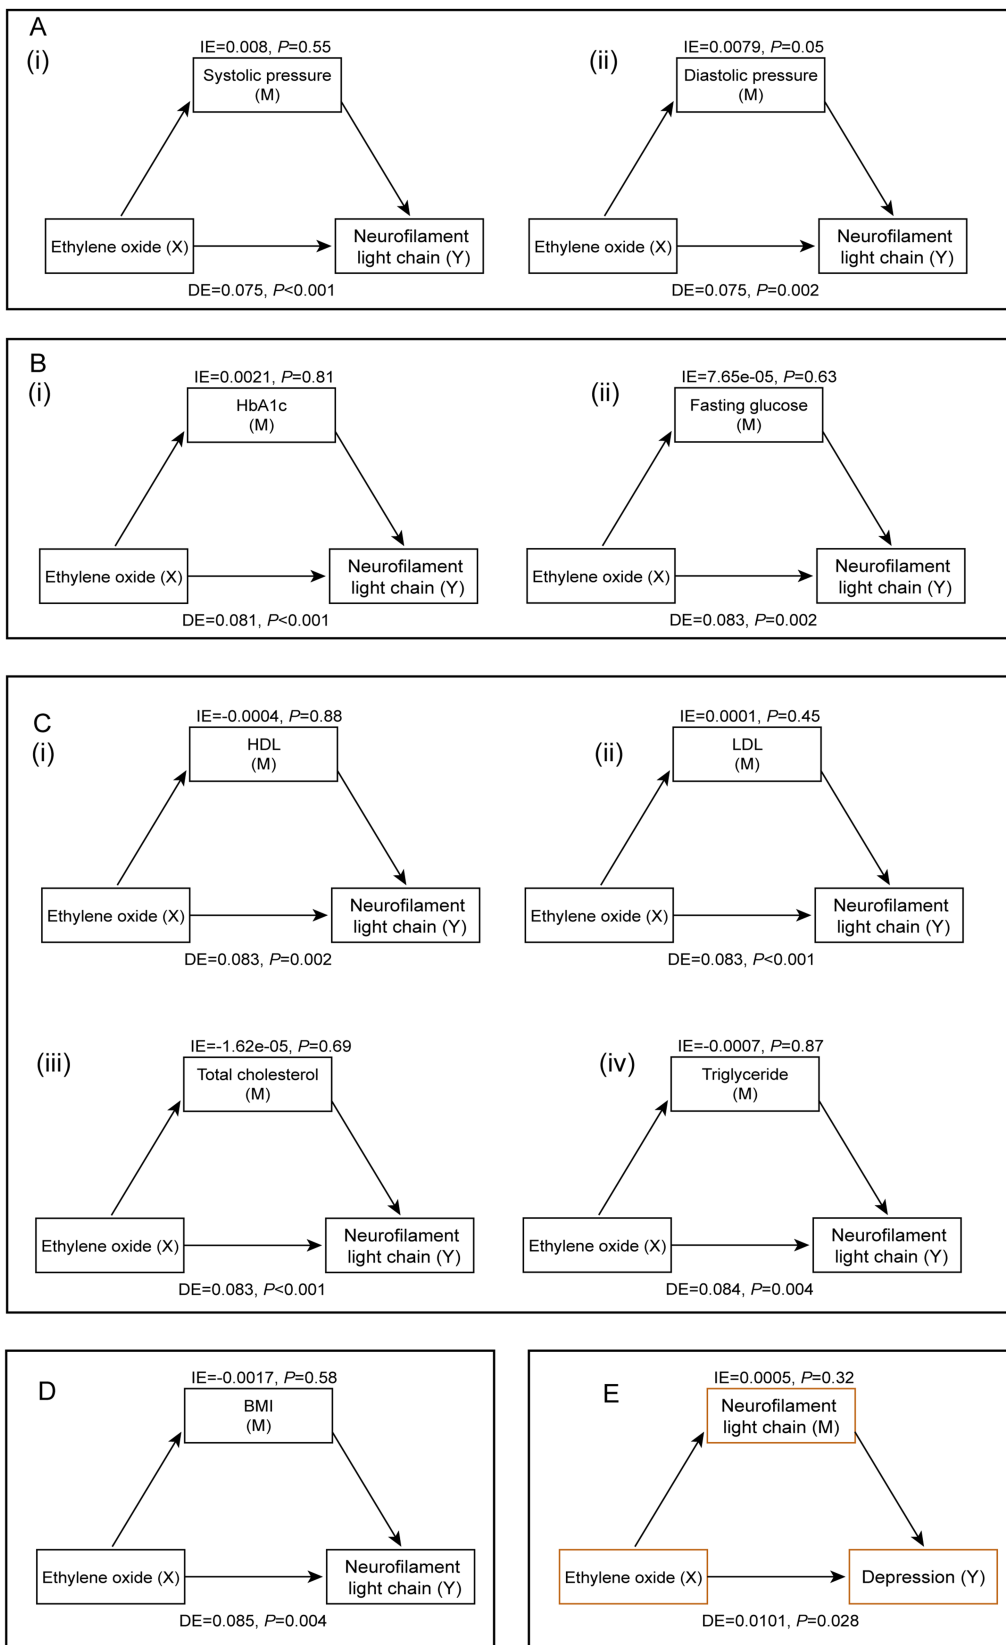 A
(i)
IE=0.008, P=0.55
Systolic pressure
(M)
Ethylene oxide (X)
Neurofilament
light chain (Y)
DE=0.075, P<0.001
(ii)
IE=0.0079, P=0.05
Diastolic pressure
(M)
Ethylene oxide (X)
Neurofilament
light chain (Y)
DE=0.075, P=0.002
B
(i)
IE=0.0021, P=0.81
HbA1c
(M)
Ethylene oxide (X)
Neurofilament
light chain (Y)
DE=0.081, P<0.001
(ii)
IE=7.65e-05, P=0.63
Fasting glucose
(M)
Ethylene oxide (X)
Neurofilament
light chain (Y)
DE=0.083, P=0.002
C
(i)
IE=-0.0004, P=0.88
HDL
(M)
Ethylene oxide (X)
Neurofilament
light chain (Y)
DE=0.083, P=0.002
(ii)
IE=0.0001, P=0.45
LDL
(M)
Ethylene oxide (X)
Neurofilament
light chain (Y)
DE=0.083, P<0.001
(iii)
IE=-1.62e-05, P=0.69
Total cholesterol
(M)
Ethylene oxide (X)
Neurofilament
light chain (Y)
DE=0.083, P<0.001
(iv)
IE=-0.0007, P=0.87
Triglyceride
(M)
Ethylene oxide (X)
Neurofilament
light chain (Y)
DE=0.084, P=0.004
D
IE=-0.0017, P=0.58
BMI
(M)
Ethylene oxide (X)
Neurofilament
light chain (Y)
DE=0.085, P=0.004
E
IE=0.0005, P=0.32
Neurofilament
light chain (M)
Ethylene oxide (X)
Depression (Y)
DE=0.0101, P=0.028